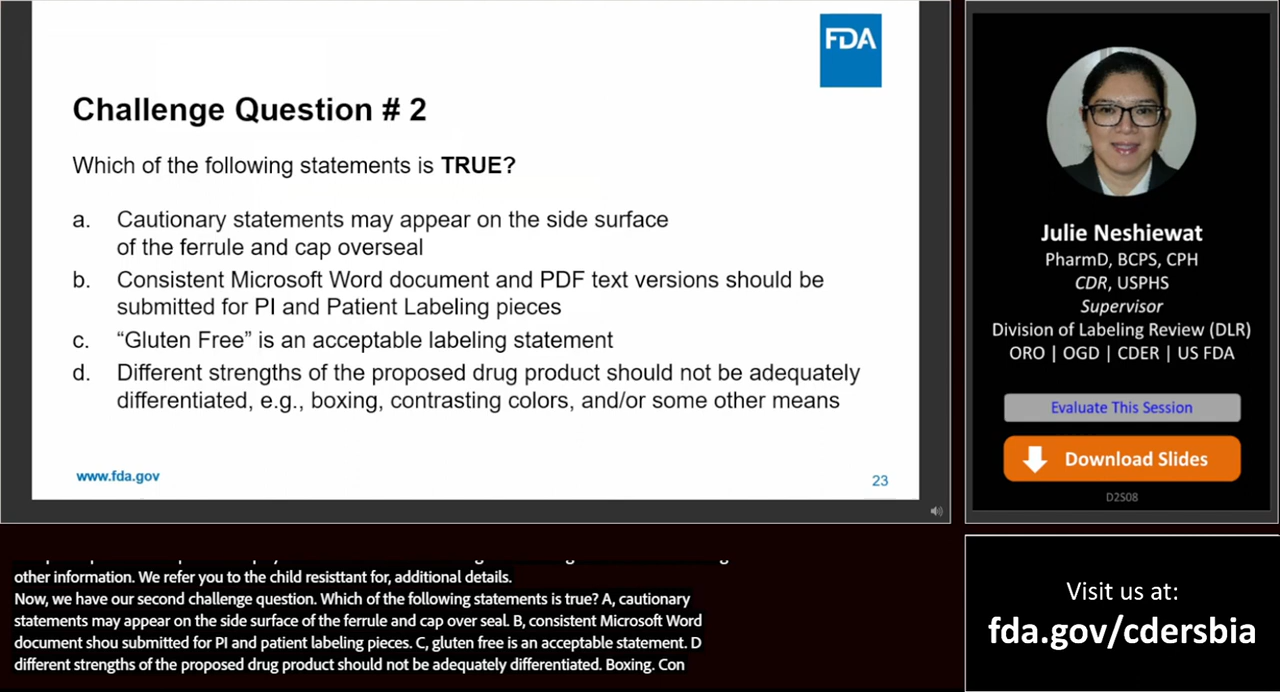 FDA
Challenge Question # 2
Which of the following statements is TRUE?
a. Cautionary statements may appear on the side surface
of the ferrule and cap overseal
b. Consistent Microsoft Word document and PDF text versions should be
submitted for PI and Patient Labeling pieces
c. “Gluten Free” is an acceptable labeling statement
d. Different strengths of the proposed drug product should not be adequately
differentiated, e.g., boxing, contrasting colors, and/or some other means
www.fda.gov
23
Julie Neshiewat
PharmD, BCPS, CPH
CDR, USPHS
Supervisor
Division of Labeling Review (DLR)
ORO | OGD | CDER | US FDA
Evaluate This Session
Download Slides
D2S08
other information. We refer you to the child resisttant for, additional details.
Now, we have our second challenge question. Which of the following statements is true? A, cautionary
statements may appear on the side surface of the ferrule and cap over seal. B, consistent Microsoft Word
document shou submitted for PI and patient labeling pieces. C, gluten free is an acceptable statement. D
different strengths of the proposed drug product should not be adequately differentiated. Boxing. Con
Visit us at:
fda.gov/cdersbia